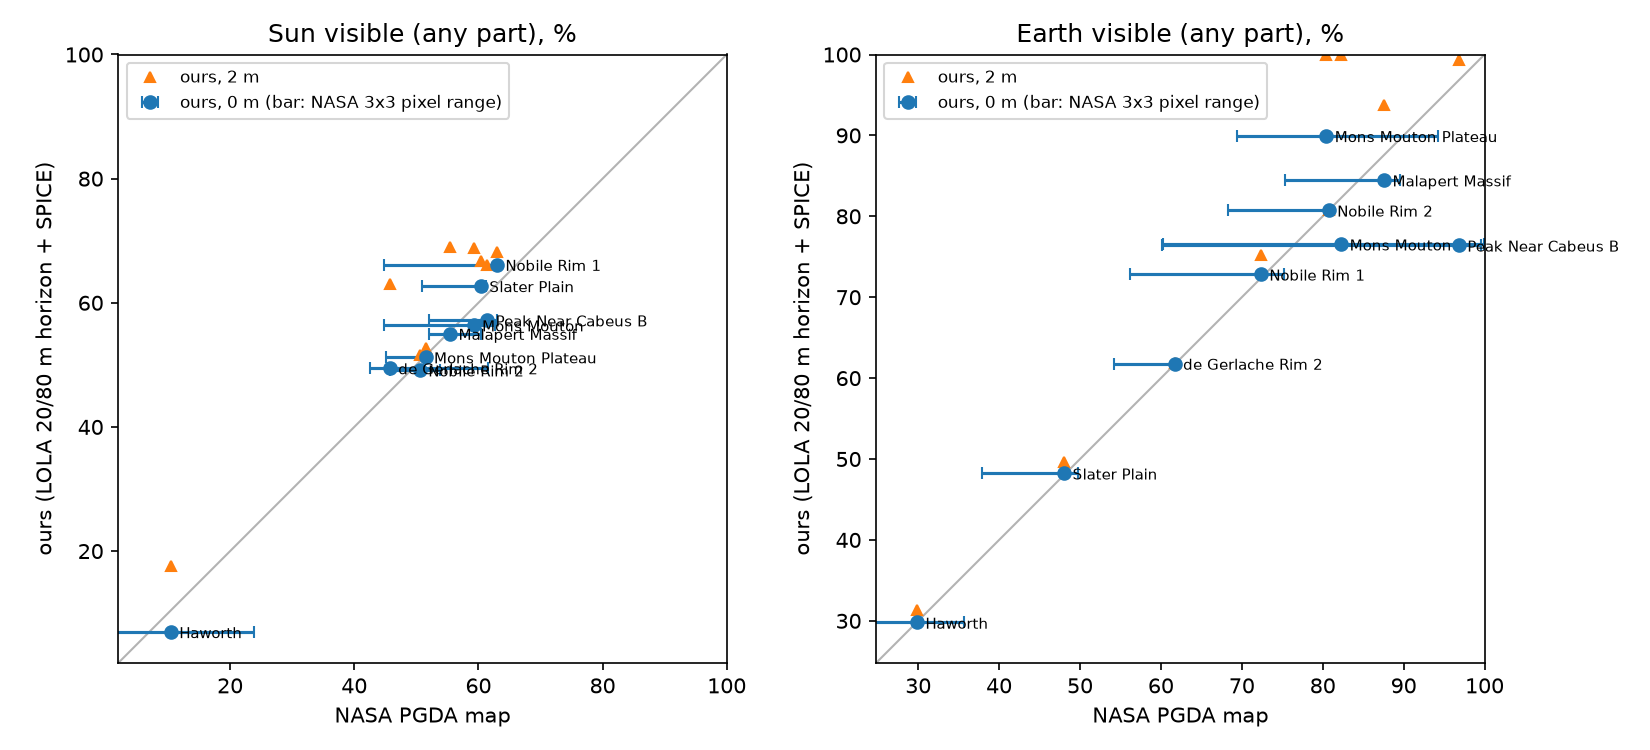 Sun visible (any part), %
ours (LOLA 20/80 m horizon + SPICE)
100
80
60
40
20
ours, 2 m
ours, 0 m (bar: NASA 3x3 pixel range)
Nobile Rim 1
Slater Plain
Peak Near Cabeus B
Mons Mouton
Malapert Massif
Mons Mouton Plateau
de Gerlache Rim 2
Nobile Rim 2
Haworth
20
40
60
80
100
NASA PGDA map
Earth visible (any part), %
ours (LOLA 20/80 m horizon + SPICE)
100
90
80
70
60
50
40
30
ours, 2 m
ours, 0 m (bar: NASA 3x3 pixel range)
Mons Mouton Plateau
Malapert Massif
Nobile Rim 2
Mons Mouton
Peak Near Cabeus B
Nobile Rim 1
de Gerlache Rim 2
Slater Plain
Haworth
30
40
50
60
70
80
90
100
NASA PGDA map